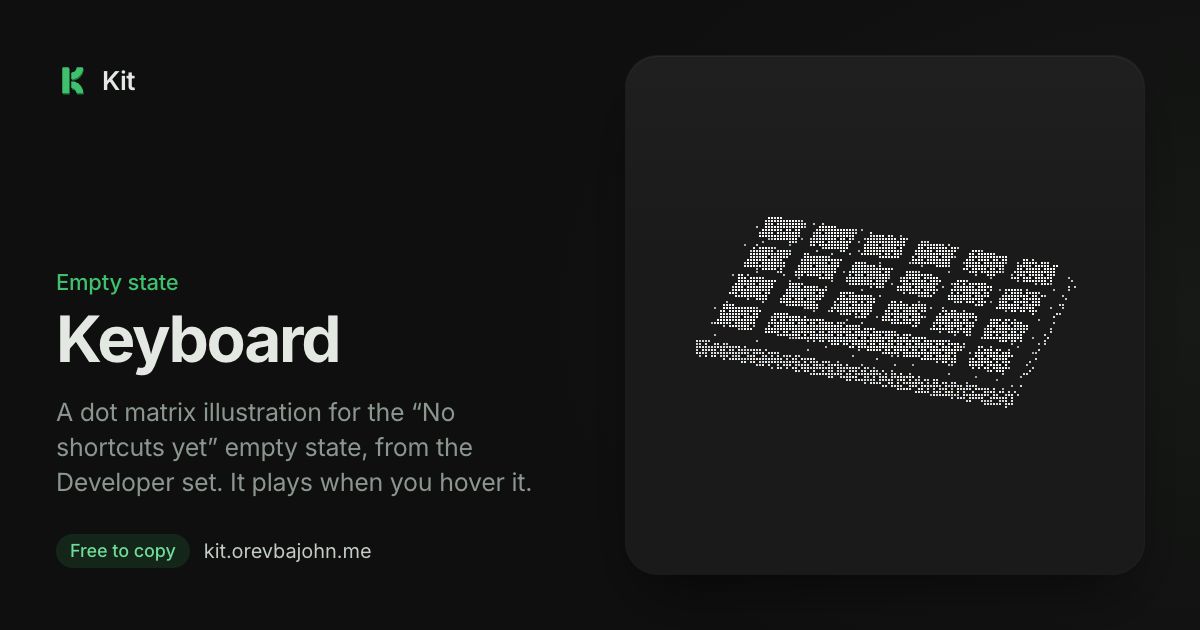 Kit
Empty state
Keyboard
A dot matrix illustration for the “No
shortcuts yet” empty state, from the
Developer set. It plays when you hover it.
Free to copy
kit.orevbajohn.me